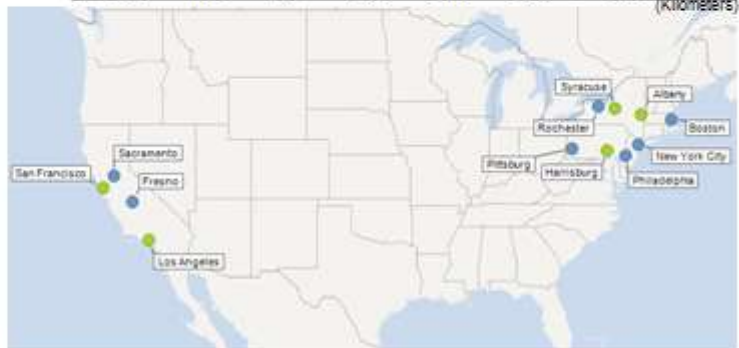 (Kilometers)
Syracuse
Albany
Rochester
Boston
Sacramento
New York City
Pittsburg
San Francisco
Harrisburg
Fresno
Philadelphia
Los Angeles